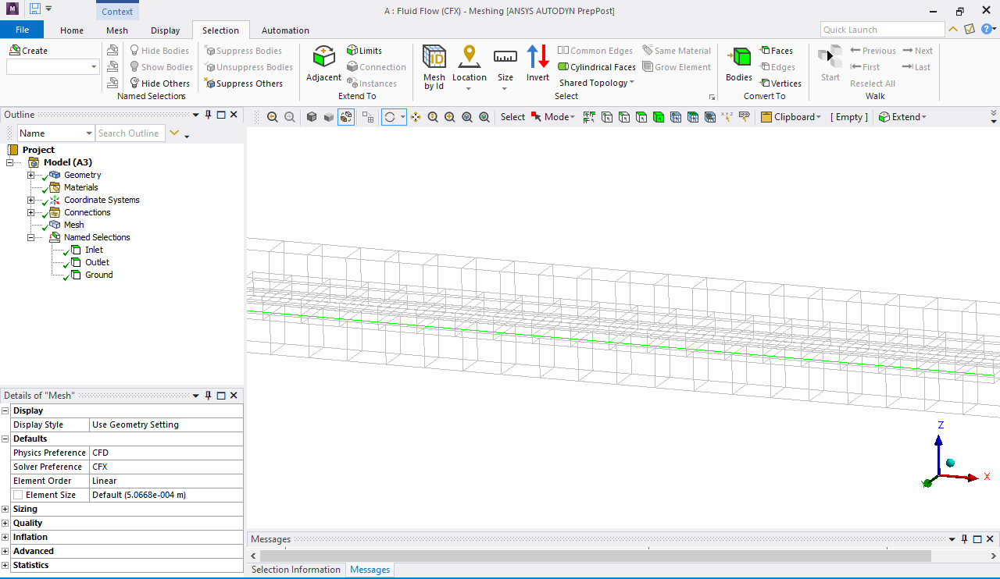 Context
A : Fluid Flow (CFX) - Meshing [ANSYS AUTODYN PrepPost]
File Home Mesh Display Selection Automation
Quick Launch
Create
Hide Bodies
Show Bodies
Hide Others
Named Selections
Suppress Bodies
Unsuppress Bodies
Suppress Others
Adjacent
Limits
Connection
Instances
Extend To
Mesh by Id
Location
Size
Invert
Common Edges
Cylindrical Faces
Shared Topology
Same Material
Grow Element
Select
Bodies
Faces
Edges
Vertices
Convert To
Start
Previous
Next
First
Last
Reselect All
Walk
Outline
Name
Search Outline
Select
Mode
Clipboard
[ Empty ]
Extend
Project
Model (A3)
Geometry
Materials
Coordinate Systems
Connections
Mesh
Named Selections
Inlet
Outlet
Ground
Details of "Mesh"
Display
Display Style Use Geometry Setting
Defaults
Physics Preference CFD
Solver Preference CFX
Element Order Linear
Element Size Default (5.0668e-004 m)
Sizing
Quality
Inflation
Advanced
Statistics
Z
X
Messages
Selection Information Messages